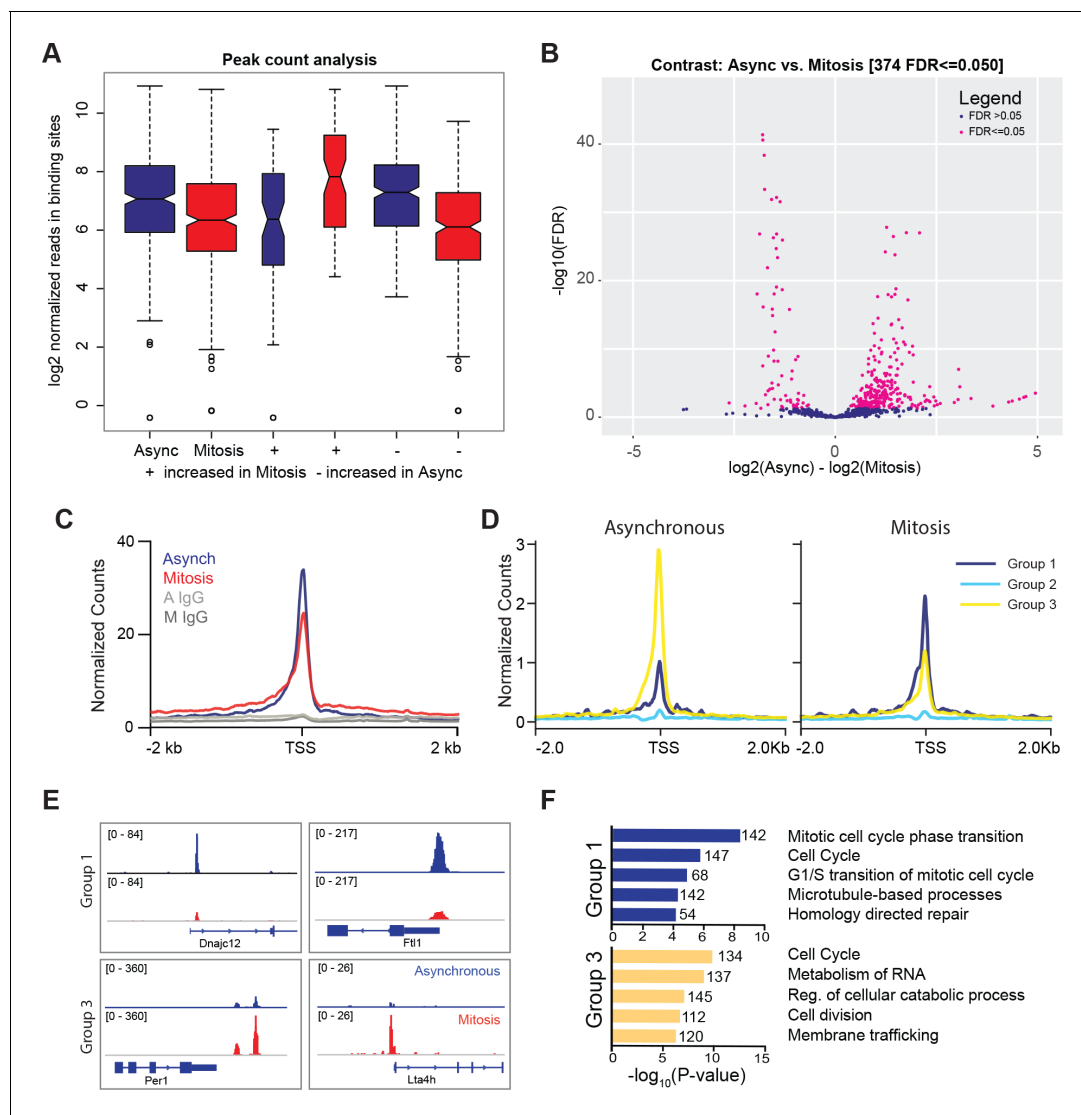 A
Peak count analysis
log2 normalized reads in binding sites
10
8
6
4
2
0
Async Mitosis + + - -
+ increased in Mitosis - increased in Async
B
Contrast: Async vs. Mitosis [374 FDR<=0.050]
Legend
FDR >0.05
FDR<=0.05
-log10(FDR)
40
20
0
-5 0 5
log2(Async) - log2(Mitosis)
C
Normalized Counts
40
20
0
Asynch
Mitosis
A IgG
M IgG
-2 kb TSS 2 kb
D
Asynchronous Mitosis
Normalized Counts
3
2
1
0
Group 1
Group 2
Group 3
-2.0 TSS 2.0Kb
-2.0 TSS 2.0Kb
E
Group 1
[0 - 84]
[0 - 84]
Dnajc12
[0 - 217]
[0 - 217]
Ftl1
Group 3
[0 - 360]
[0 - 360]
Per1
[0 - 26]
Asynchronous
[0 - 26]
Mitosis
Lta4h
F
Group 1
142 Mitotic cell cycle phase transition
147 Cell Cycle
68 G1/S transition of mitotic cell cycle
142 Microtubule-based processes
54 Homology directed repair
0 2 4 6 8 10
Group 3
134 Cell Cycle
137 Metabolism of RNA
145 Reg. of cellular catabolic process
112 Cell division
120 Membrane trafficking
0 5 10 15
-log10(P-value)